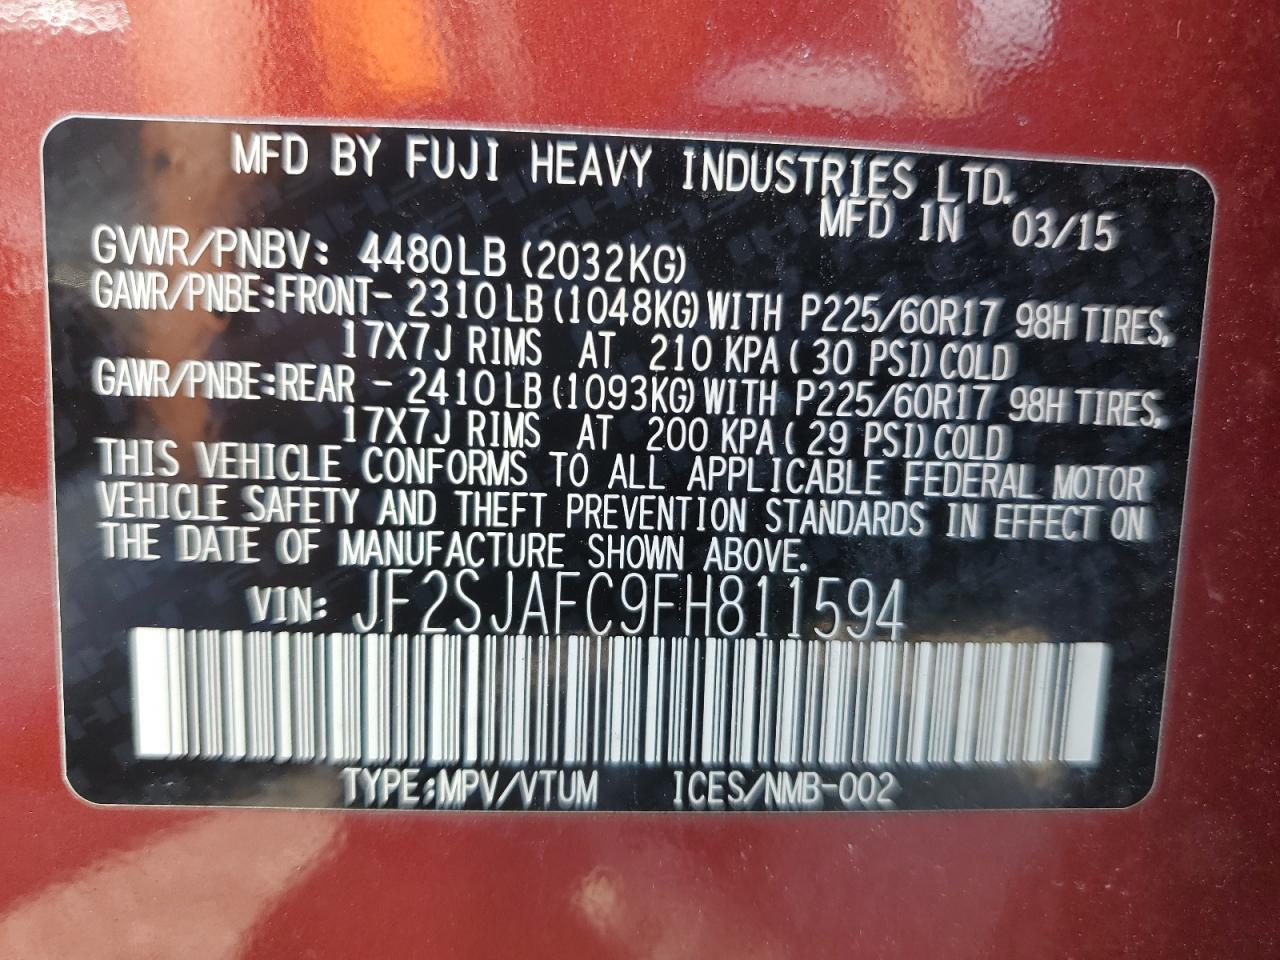 MFD BY FUJI HEAVY INDUSTRIES LTD.
MFD IN 03/15
GVWR/PNBV: 4480LB (2032KG)
GAWR/PNBE:FRONT- 2310 LB (1048KG) WITH P225/60R17 98H TIRES,
17X7J RIMS AT 210 KPA ( 30 PSI) COLD
GAWR/PNBE:REAR - 2410 LB (1093KG) WITH P225/60R17 98H TIRES,
17X7J RIMS AT 200 KPA ( 29 PSI) COLD
THIS VEHICLE CONFORMS TO ALL APPLICABLE FEDERAL MOTOR
VEHICLE SAFETY AND THEFT PREVENTION STANDARDS IN EFFECT ON
THE DATE OF MANUFACTURE SHOWN ABOVE.
VIN: JF2SJAFC9FH811594
TYPE:MPV/VTUM ICES/NMB-002